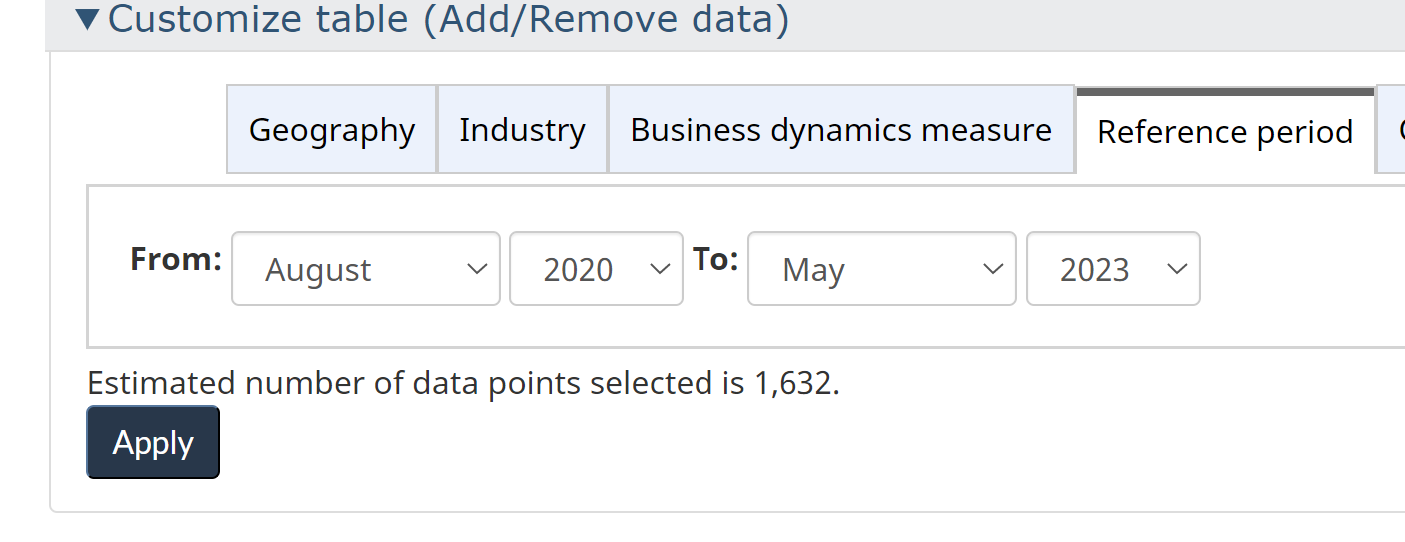 ▼ Customize table (Add/Remove data)
Geography Industry Business dynamics measure Reference period
From: August 2020 To: May 2023
Estimated number of data points selected is 1,632.
Apply